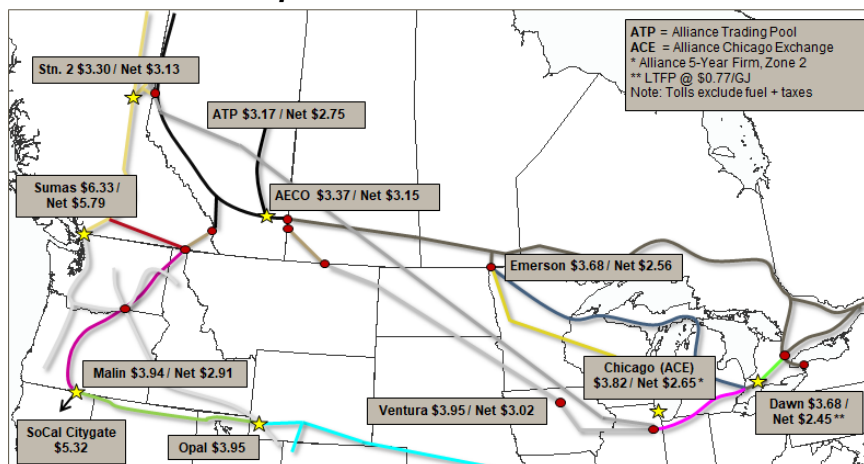 ATP = Alliance Trading Pool
ACE = Alliance Chicago Exchange
* Alliance 5-Year Firm, Zone 2
** LTFP @ $0.77/GJ
Note: Tolls exclude fuel + taxes
Stn. 2 $3.30 / Net $3.13
ATP $3.17 / Net $2.75
Sumas $6.33 /
Net $5.79
AECO $3.37 / Net $3.15
Emerson $3.68 / Net $2.56
Malin $3.94 / Net $2.91
Chicago (ACE)
$3.82 / Net $2.65 *
Ventura $3.95 / Net $3.02
Dawn $3.68 /
Net $2.45 **
SoCal Citygate
$5.32
Opal $3.95